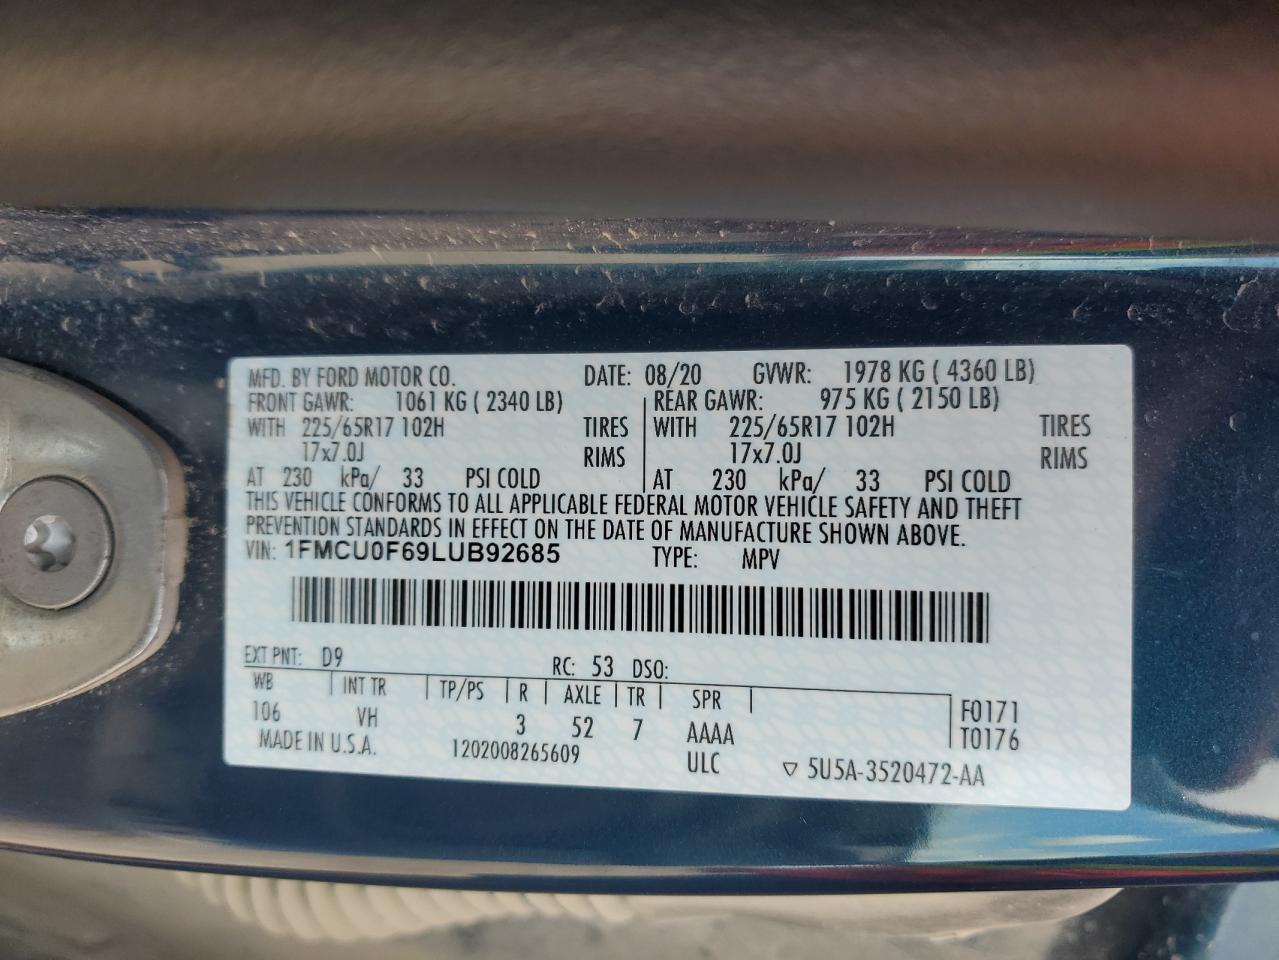 MFD. BY FORD MOTOR CO. DATE: 08/20 GVWR: 1978 KG ( 4360 LB)
FRONT GAWR: 1061 KG ( 2340 LB) REAR GAWR: 975 KG ( 2150 LB)
WITH 225/65R17 102H TIRES WITH 225/65R17 102H TIRES
17x7.0J RIMS 17x7.0J RIMS
AT 230 kPa/ 33 PSI COLD AT 230 kPa/ 33 PSI COLD
THIS VEHICLE CONFORMS TO ALL APPLICABLE FEDERAL MOTOR VEHICLE SAFETY AND THEFT
PREVENTION STANDARDS IN EFFECT ON THE DATE OF MANUFACTURE SHOWN ABOVE.
VIN: 1FMCU0F69LUB92685 TYPE: MPV
EXT PNT: D9 RC: 53 DSO:
WB INT TR TP/PS R AXLE TR SPR F0171
106 VH 3 52 7 AAAA T0176
MADE IN U.S.A. 1202008265609 ULC ▽ 5U5A-3520472-AA